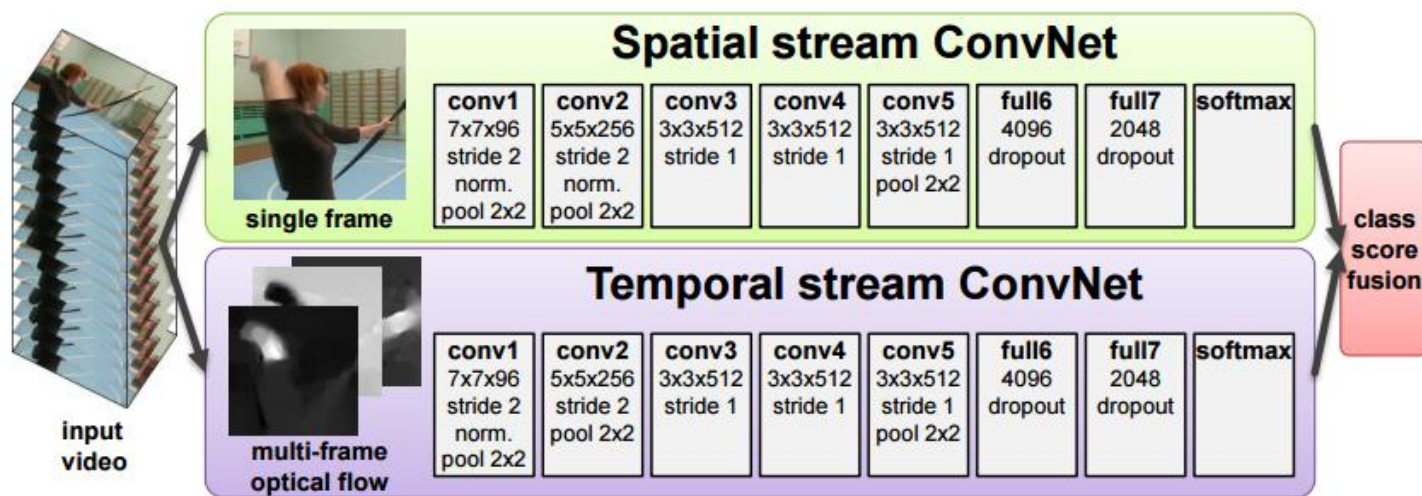 Spatial stream ConvNet
conv1
7x7x96
stride 2
norm.
pool 2x2
conv2
5x5x256
stride 2
norm.
pool 2x2
conv3
3x3x512
stride 1
conv4
3x3x512
stride 1
conv5
3x3x512
stride 1
pool 2x2
full6
4096
dropout
full7
2048
dropout
softmax
single frame
Temporal stream ConvNet
conv1
7x7x96
stride 2
norm.
pool 2x2
conv2
5x5x256
stride 2
pool 2x2
conv3
3x3x512
stride 1
conv4
3x3x512
stride 1
conv5
3x3x512
stride 1
pool 2x2
full6
4096
dropout
full7
2048
dropout
softmax
multi-frame
optical flow
input
video
class
score
fusion